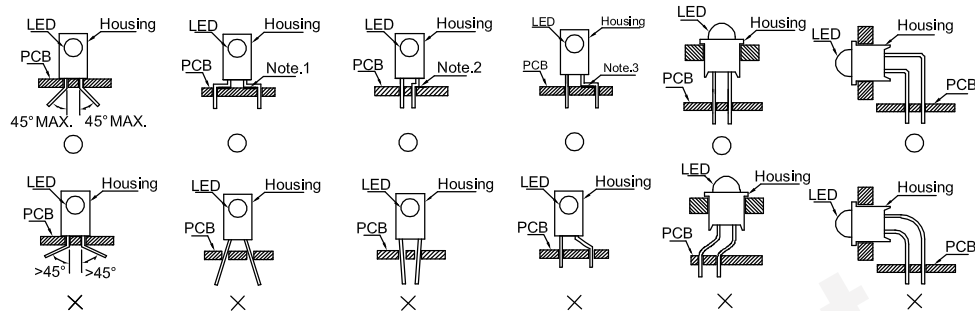 LED Housing
PCB
45° MAX. 45° MAX.
LED Housing
PCB Note.1
LED Housing
PCB Note.2
LED Housing
PCB Note.3
LED Housing
PCB
LED Housing
PCB
LED Housing
PCB
>45° >45°
LED Housing
PCB
LED Housing
PCB
LED Housing
PCB
LED Housing
PCB
LED Housing
PCB